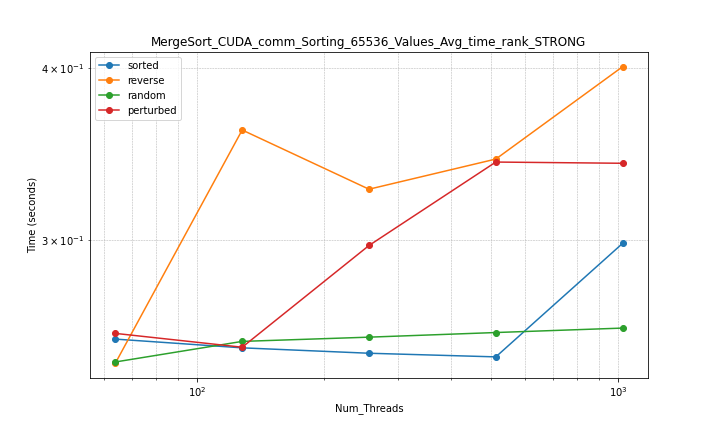 MergeSort_CUDA_comm_Sorting_65536_Values_Avg_time_rank_STRONG
sorted
reverse
random
perturbed
4 × 10⁻¹
3 × 10⁻¹
Time (seconds)
10² 10³
Num_Threads